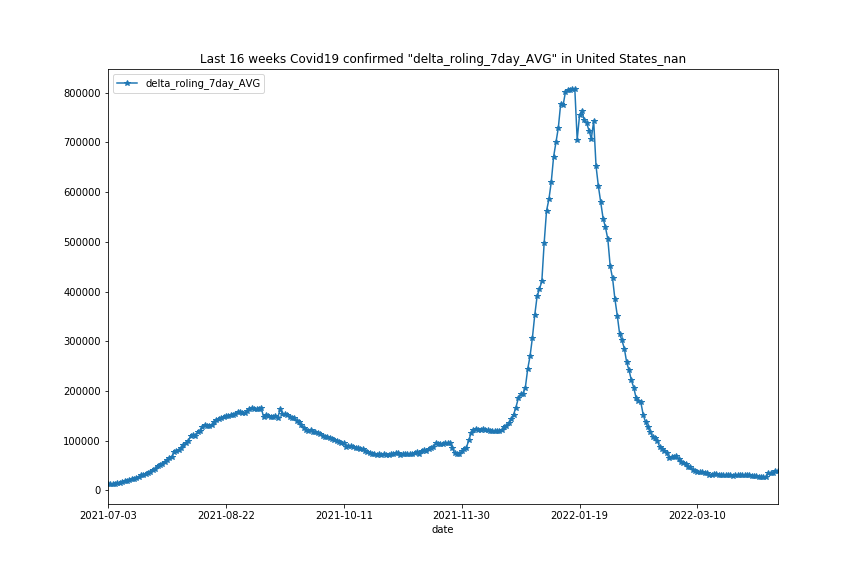 Last 16 weeks Covid19 confirmed "delta_roling_7day_AVG" in United States_nan
delta_roling_7day_AVG
800000
700000
600000
500000
400000
300000
200000
100000
0
2021-07-03 2021-08-22 2021-10-11 2021-11-30 2022-01-19 2022-03-10
date